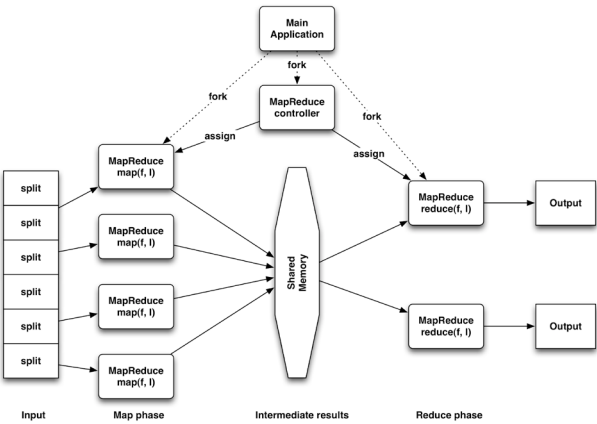 Main
Application
fork
fork
fork
MapReduce
controller
assign
assign
MapReduce
map(f, l)
MapReduce
map(f, l)
MapReduce
map(f, l)
MapReduce
map(f, l)
split
split
split
split
split
split
Shared
Memory
MapReduce
reduce(f, l)
Output
MapReduce
reduce(f, l)
Output
Input
Map phase
Intermediate results
Reduce phase